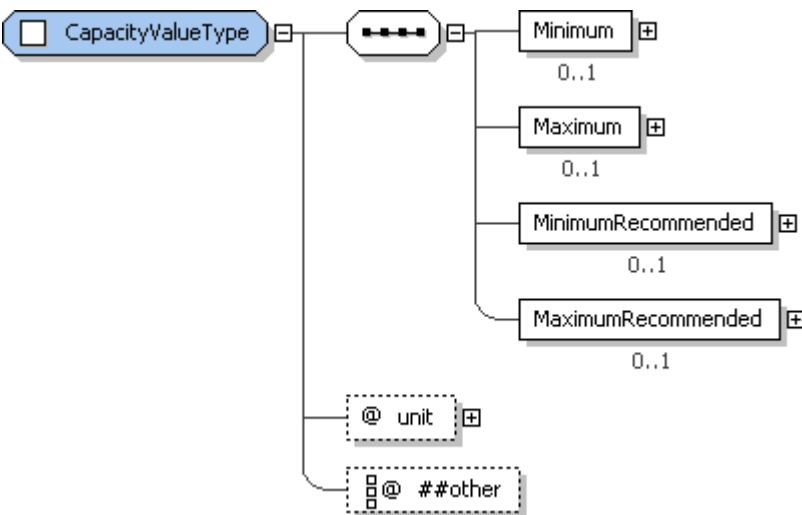 CapacityValueType
Minimum
0..1
Maximum
0..1
MinimumRecommended
0..1
MaximumRecommended
0..1
@ unit
@ ##other